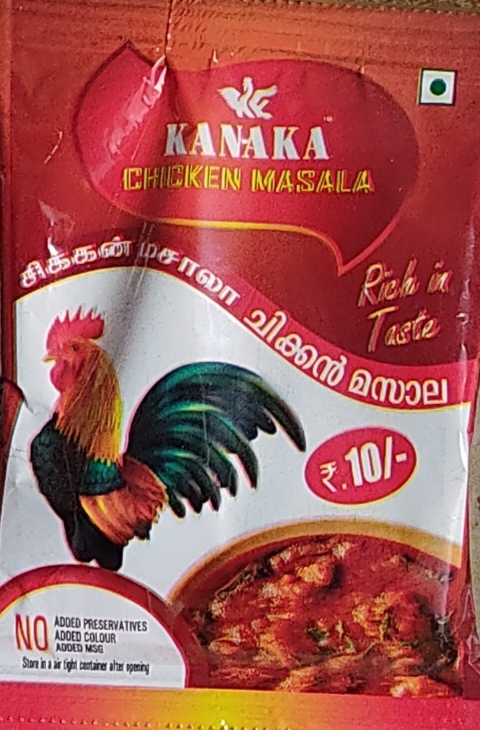 KANAKA
CHICKEN MASALA
சிக்கன் மசாலா ചിക്കൻ മസാല
Rich in
Taste
₹.10/-
NO ADDED PRESERVATIVES
ADDED COLOUR
ADDED MSG
Store in a air tight container after opening